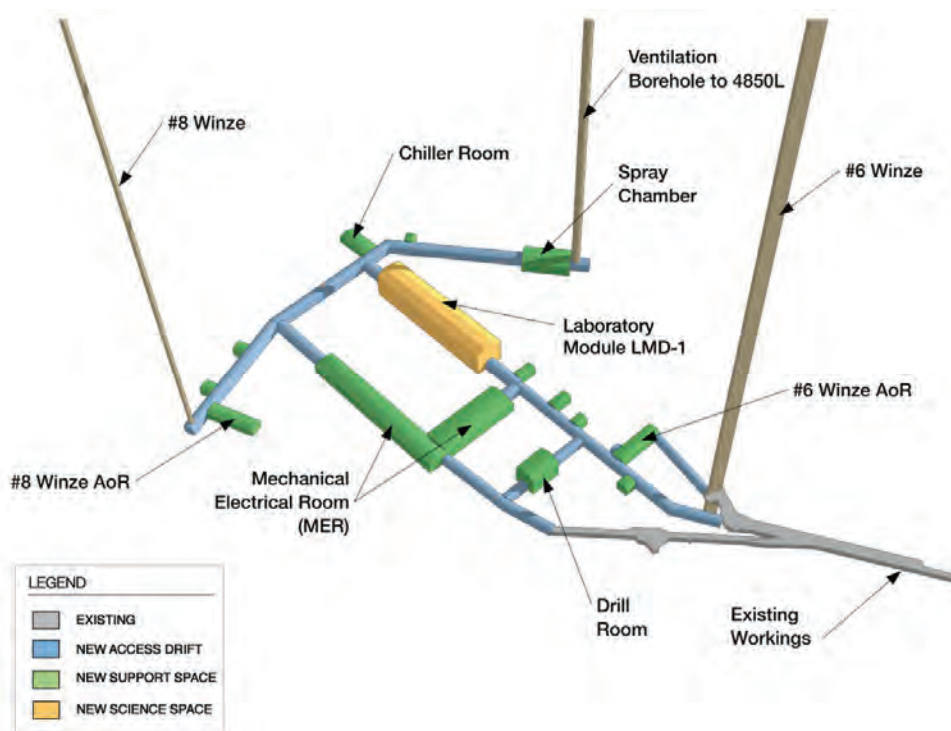 Ventilation
Borehole to 4850L
#8 Winze
Chiller Room
Spray
Chamber
#6 Winze
Laboratory
Module LMD-1
#6 Winze AoR
#8 Winze AoR
Mechanical
Electrical Room
(MER)
Drill
Room
Existing
Workings
LEGEND
EXISTING
NEW ACCESS DRIFT
NEW SUPPORT SPACE
NEW SCIENCE SPACE